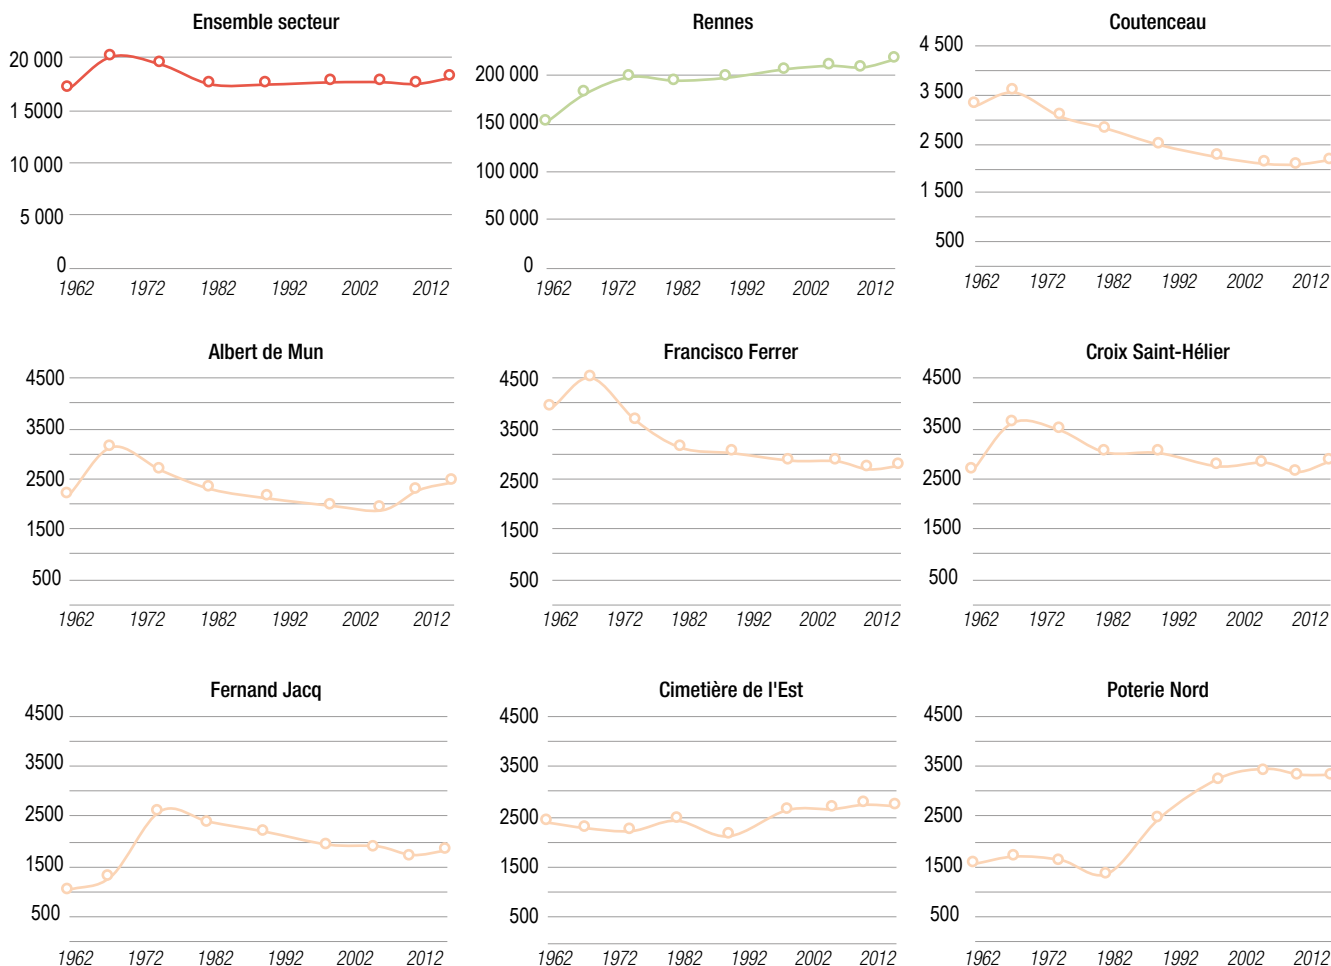 Ensemble secteur
20 000
1 5000
10 000
5 000
0
1962 1972 1982 1992 2002 2012
Rennes
200 000
150 000
100 000
50 000
0
1962 1972 1982 1992 2002 2012
Coutenceau
4 500
3 500
2 500
1 500
500
1962 1972 1982 1992 2002 2012
Albert de Mun
4500
3500
2500
1500
500
1962 1972 1982 1992 2002 2012
Francisco Ferrer
4500
3500
2500
1500
500
1962 1972 1982 1992 2002 2012
Croix Saint-Hélier
4500
3500
2500
1500
500
1962 1972 1982 1992 2002 2012
Fernand Jacq
4500
3500
2500
1500
500
1962 1972 1982 1992 2002 2012
Cimetière de l'Est
4500
3500
2500
1500
500
1962 1972 1982 1992 2002 2012
Poterie Nord
4500
3500
2500
1500
500
1962 1972 1982 1992 2002 2012